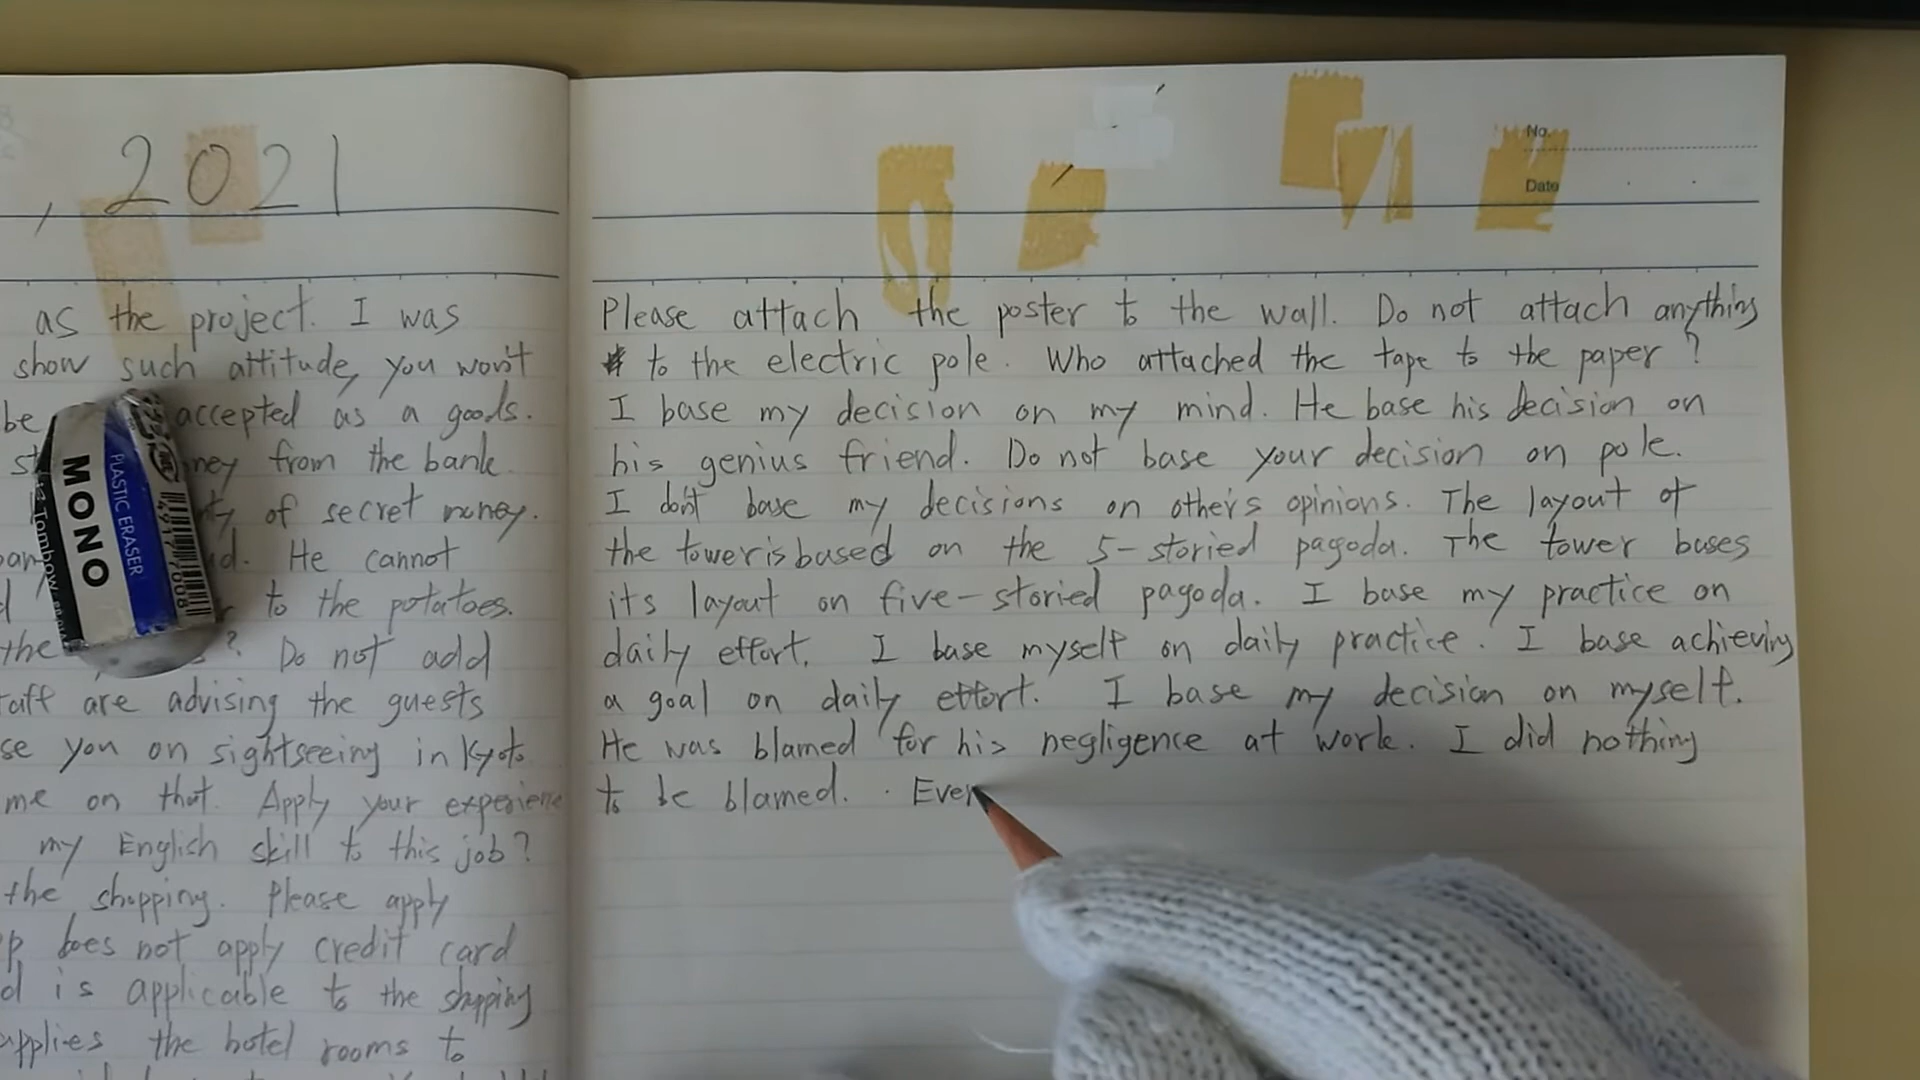 , 2021
as the project. I was
show such attitude, you won't
be accepted as a goods.
ney from the bank.
of secret money.
d. He cannot
to the potatoes.
the ? Do not add
aff are advising the guests
se you on sightseeing in Kyoto
me on that. Apply your experience
my English skill to this job?
the shopping. Please apply
p does not apply credit card
d is applicable to the shopping
applies the hotel rooms to
MONO
PLASTIC ERASER
Tombow
No.
Date
Please attach the poster to the wall. Do not attach anything
to the electric pole. Who attached the tape to the paper?
I base my decision on my mind. He base his decision on
his genius friend. Do not base your decision on pole.
I don't base my decisions on other's opinions. The layout of
the tower is based on the 5-storied pagoda. The tower bases
its layout on five-storied pagoda. I base my practice on
daily effort. I base myself on daily practice. I base achieving
a goal on daily effort. I base my decision on myself.
He was blamed for his negligence at work. I did nothing
to be blamed. Ever